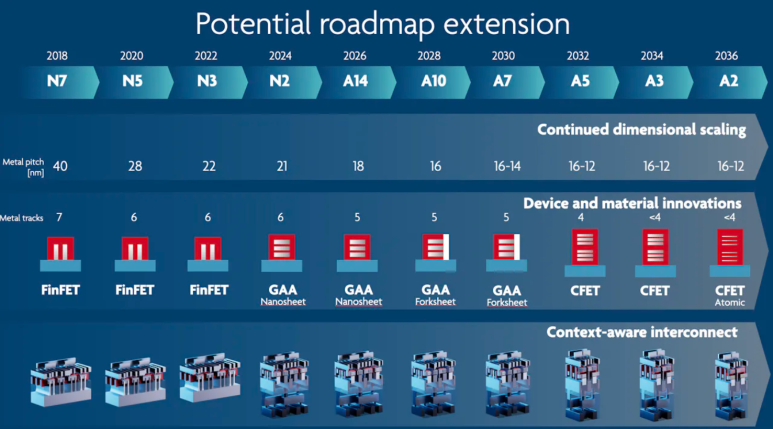 Potential roadmap extension
2018 2020 2022 2024 2026 2028 2030 2032 2034 2036
N7 N5 N3 N2 A14 A10 A7 A5 A3 A2
Continued dimensional scaling
Metal pitch
[nm] 40 28 22 21 18 16 16-14 16-12 16-12 16-12
Device and material innovations
Metal tracks 7 6 6 6 5 5 5 4 <4 <4
FinFET FinFET FinFET GAA GAA GAA GAA CFET CFET CFET
Nanosheet Nanosheet Forksheet Forksheet Atomic
Context-aware interconnect